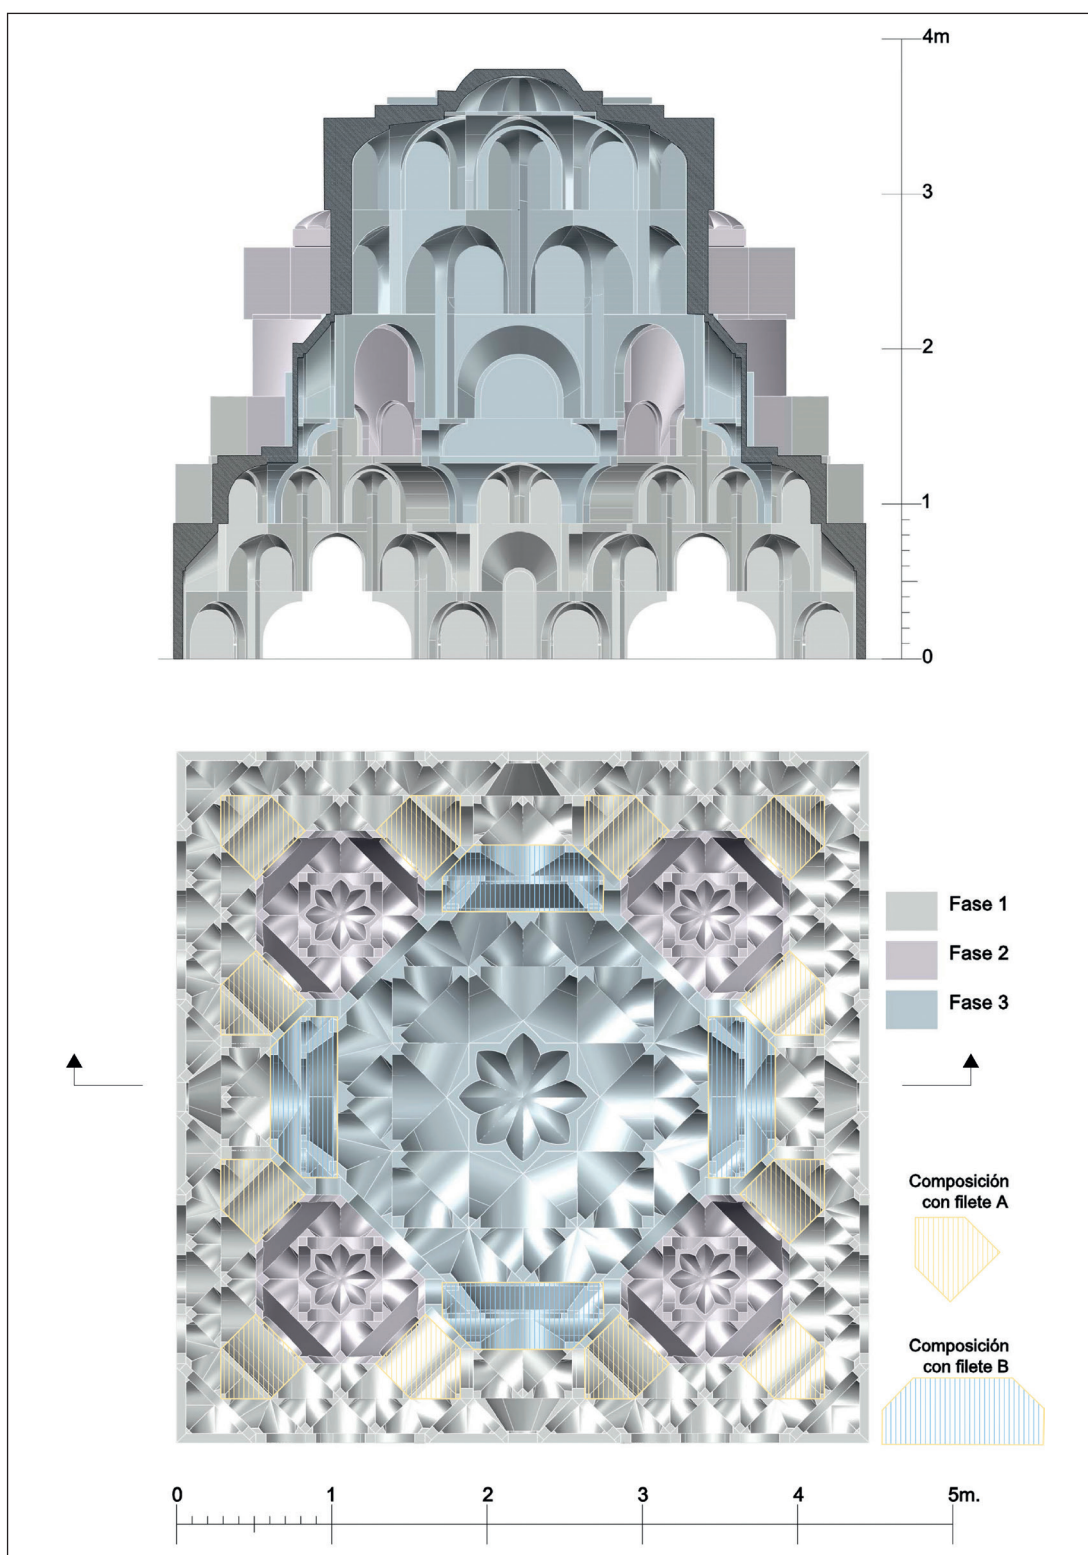 4m
3
2
1
0
Fase 1
Fase 2
Fase 3
Composición
con filete A
Composición
con filete B
0 1 2 3 4 5m.